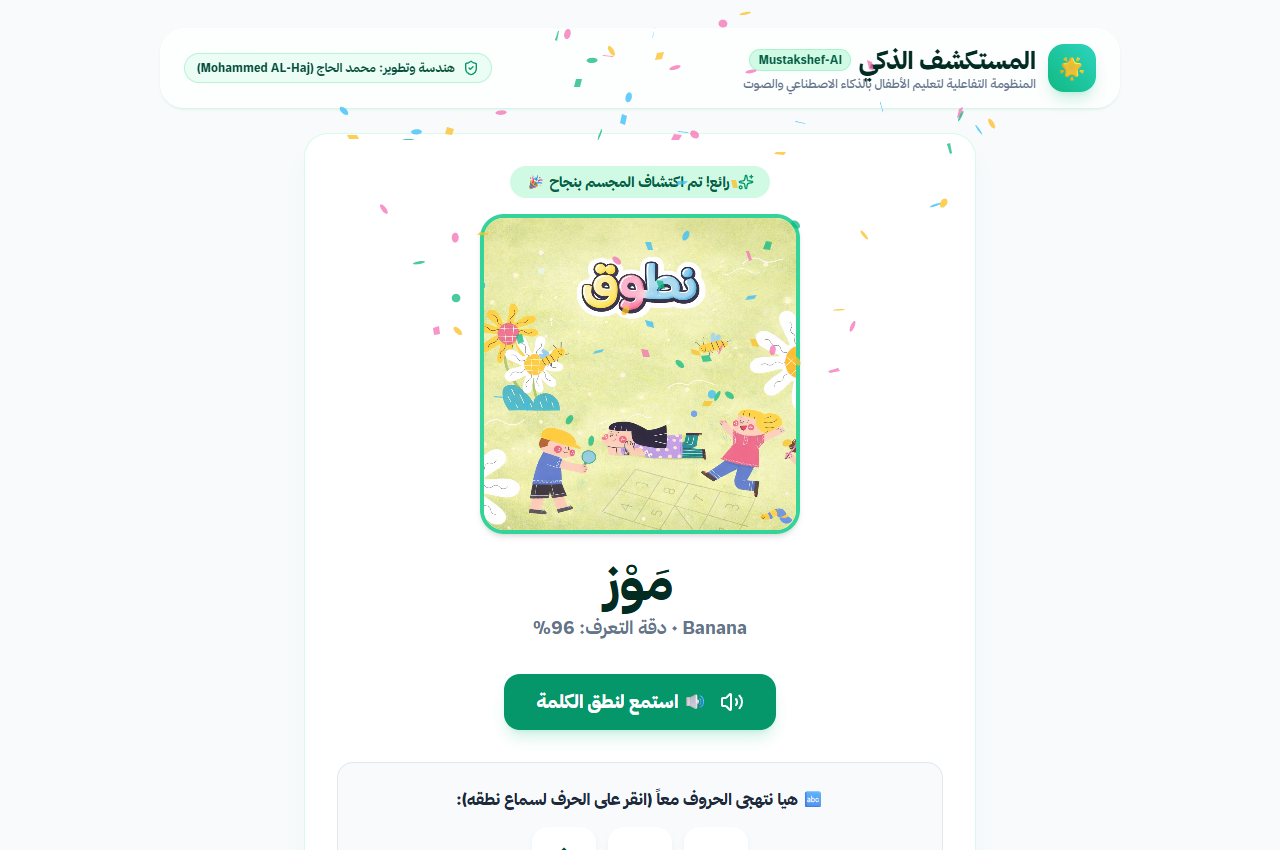 المستكشف الذكي Mustakshef-AI
المنظومة التفاعلية لتعليم الأطفال بالذكاء الاصطناعي والصوت
هندسة وتطوير: محمد الحاج (Mohammed AL-Haj)
رائع! تم اكتشاف المجسم بنجاح 🎉
نطوق
مَوْز
Banana • دقة التعرف: 96%
🔊 استمع لنطق الكلمة
🔤 هيا نتهجى الحروف معاً (انقر على الحرف لسماع نطقه):